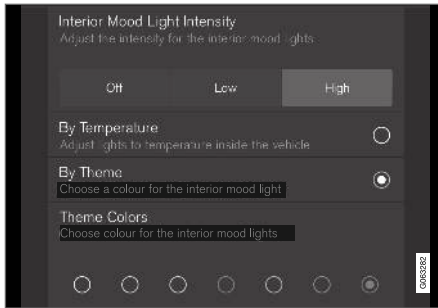 Interior Mood Light Intensity
Adjust the intensity for the interior mood lights
Off Low High
By Temperature
Adjust lights to temperature inside the vehicle
By Theme
Choose a colour for the interior mood light
Theme Colors
Choose colour for the interior mood lights
G063282